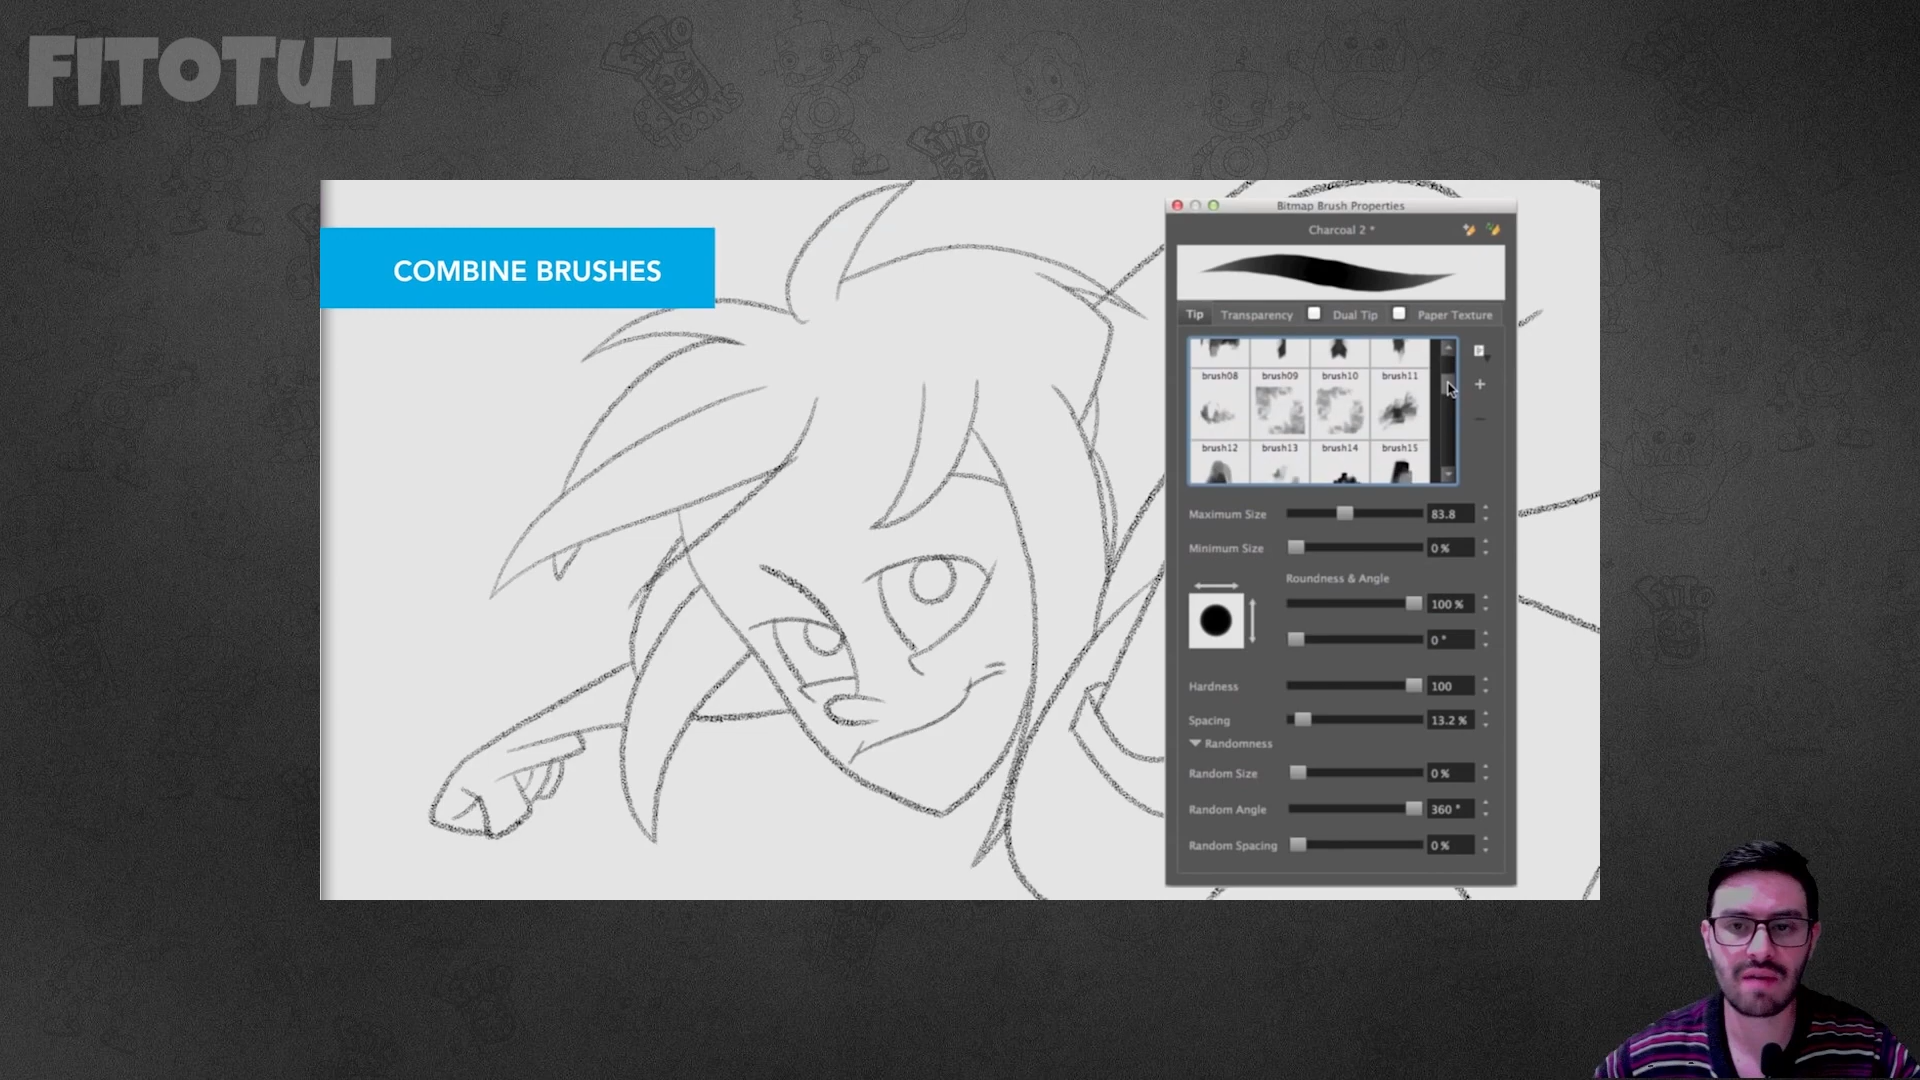 FITOTUT
COMBINE BRUSHES
Bitmap Brush Properties
Charcoal 2 *
Tip Transparency Dual Tip Paper Texture
brush08 brush09 brush10 brush11
brush12 brush13 brush14 brush15
Maximum Size 83.8
Minimum Size 0 %
Roundness & Angle
100 %
0 °
Hardness 100
Spacing 13.2 %
Randomness
Random Size 0 %
Random Angle 360 °
Random Spacing 0 %